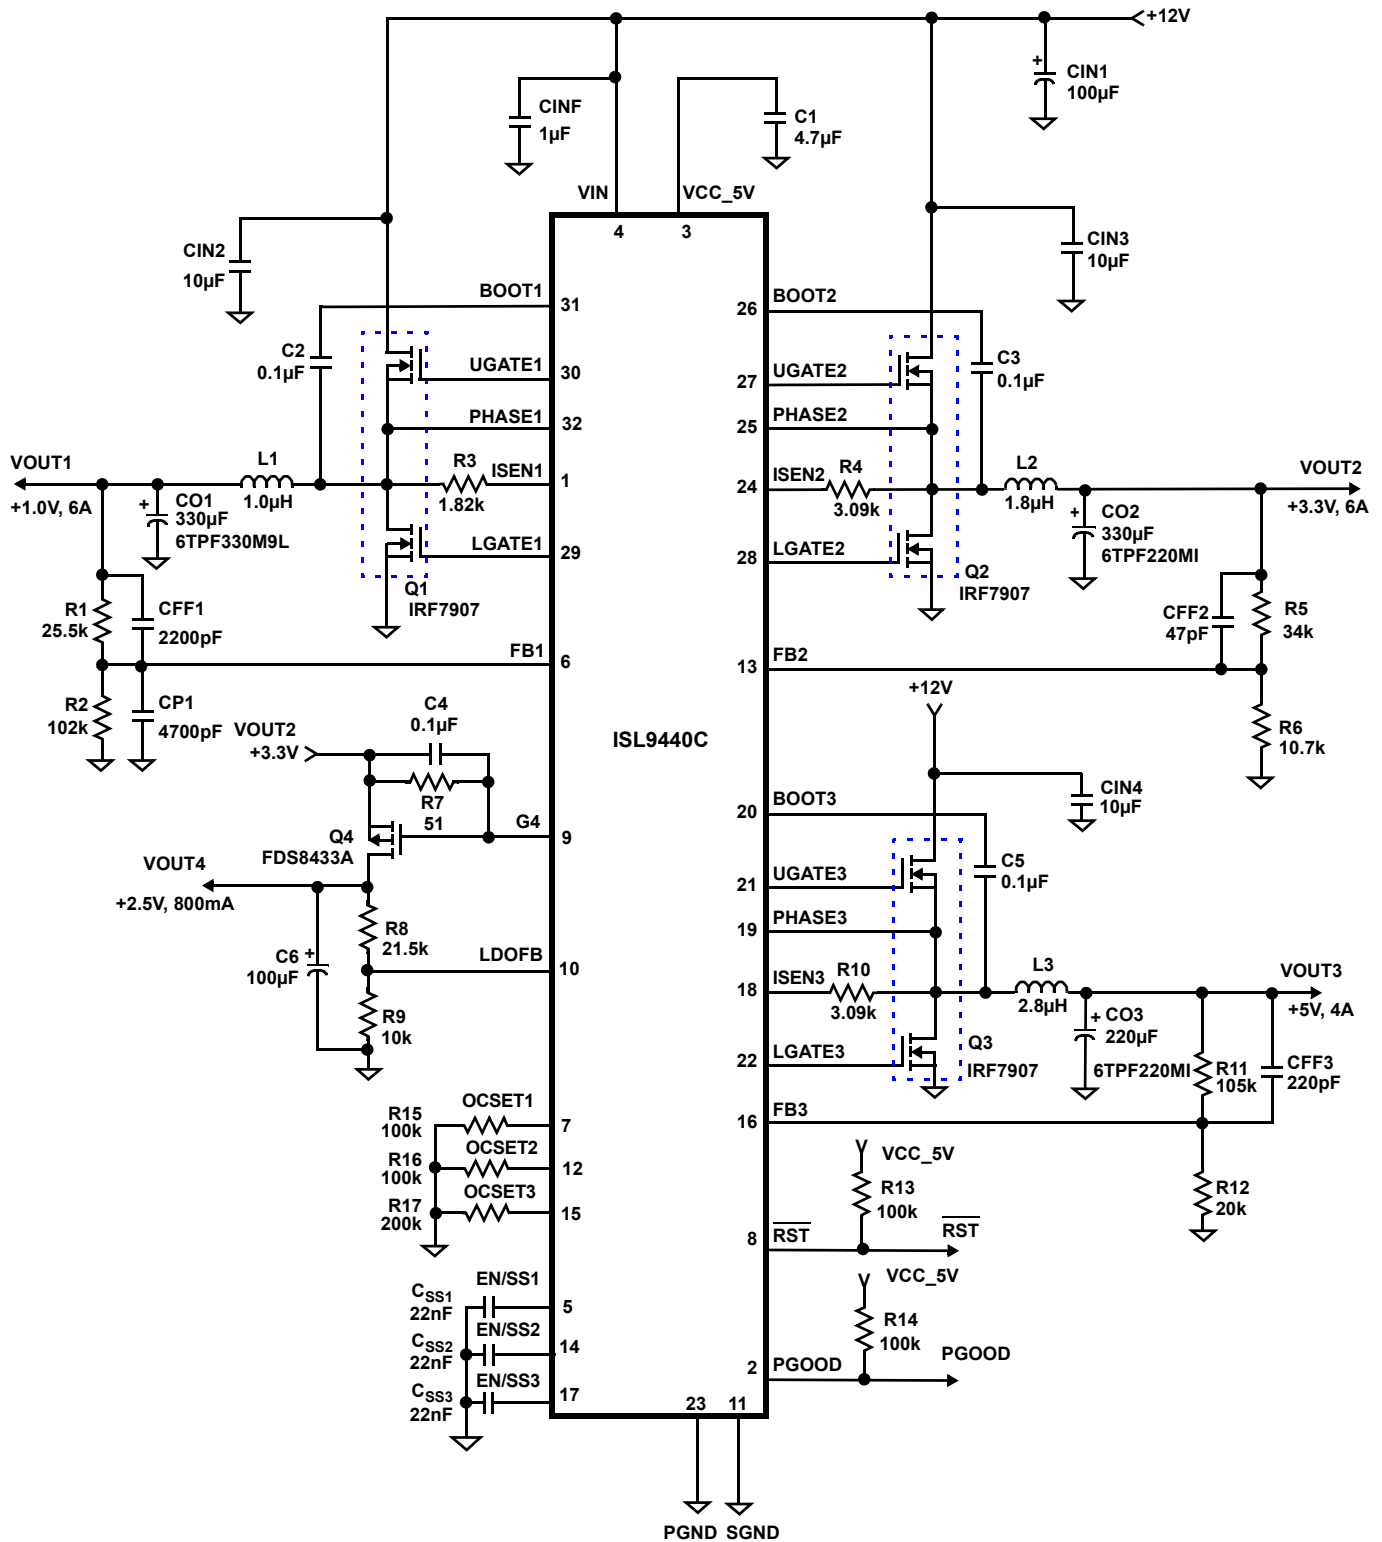 +12V
CIN1
100µF
CINF
1µF
C1
4.7µF
VIN
VCC_5V
4
3
CIN2
10µF
CIN3
10µF
BOOT1
31
26
BOOT2
C2
0.1µF
C3
0.1µF
UGATE1
30
27
UGATE2
PHASE1
32
25
PHASE2
VOUT1
+1.0V, 6A
L1
1.0µH
R3
1.82k
ISEN1
1
24
ISEN2
R4
3.09k
L2
1.8µH
VOUT2
+3.3V, 6A
CO1
330µF
6TPF330M9L
CO2
330µF
6TPF220MI
LGATE1
29
28
LGATE2
Q1
IRF7907
Q2
IRF7907
R1
25.5k
CFF1
2200pF
CFF2
47pF
R5
34k
FB1
6
13
FB2
R2
102k
CP1
4700pF
R6
10.7k
+12V
C4
0.1µF
VOUT2
+3.3V
ISL9440C
R7
51
CIN4
10µF
G4
9
20
BOOT3
Q4
FDS8433A
C5
0.1µF
VOUT4
+2.5V, 800mA
21
UGATE3
R8
21.5k
19
PHASE3
C6
100µF
LDOFB
10
18
ISEN3
R10
3.09k
L3
2.8µH
VOUT3
+5V, 4A
R9
10k
CO3
220µF
6TPF220MI
Q3
IRF7907
22
LGATE3
R11
105k
CFF3
220pF
R15
100k
OCSET1
7
16
FB3
R16
100k
OCSET2
12
R17
200k
OCSET3
15
VCC_5V
R13
100k
R12
20k
8
RST
RST
CSS1
22nF
EN/SS1
5
VCC_5V
R14
100k
CSS2
22nF
EN/SS2
14
2
PGOOD
PGOOD
CSS3
22nF
EN/SS3
17
23
11
PGND
SGND